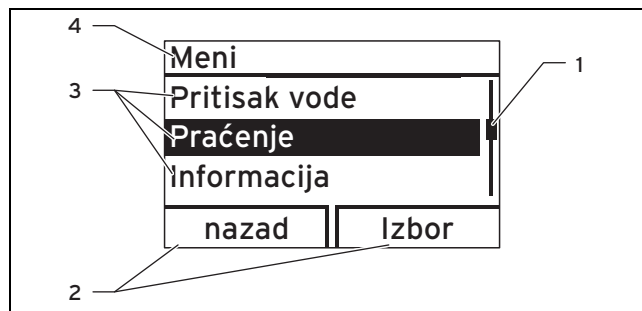 4
Meni
1
3
Pritisak vode
Praćenje
Informacija
nazad
Izbor
2